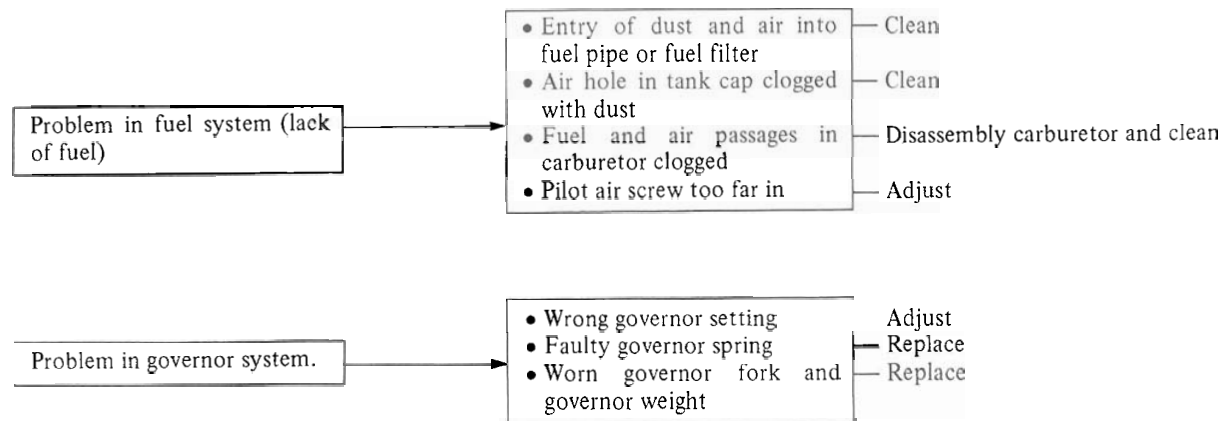 • Entry of dust and air into Clean
fuel pipe or fuel filter
• Air hole in tank cap clogged Clean
with dust
Problem in fuel system (lack
of fuel)
• Fuel and air passages in Disassembly carburetor and clean
carburetor clogged
• Pilot air screw too far in Adjust
• Wrong governor setting Adjust
Problem in governor system.
• Faulty governor spring Replace
• Worn governor fork and Replace
governor weight